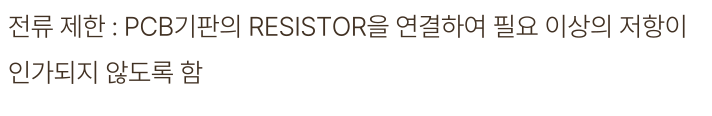 전류 제한 : PCB기판의 RESISTOR을 연결하여 필요 이상의 저항이
인가되지 않도록 함